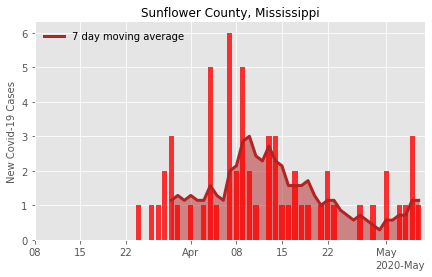 Sunflower County, Mississippi
7 day moving average
New Covid-19 Cases
6
5
4
3
2
1
0
08 15 22 Apr 08 15 22 May
2020-May